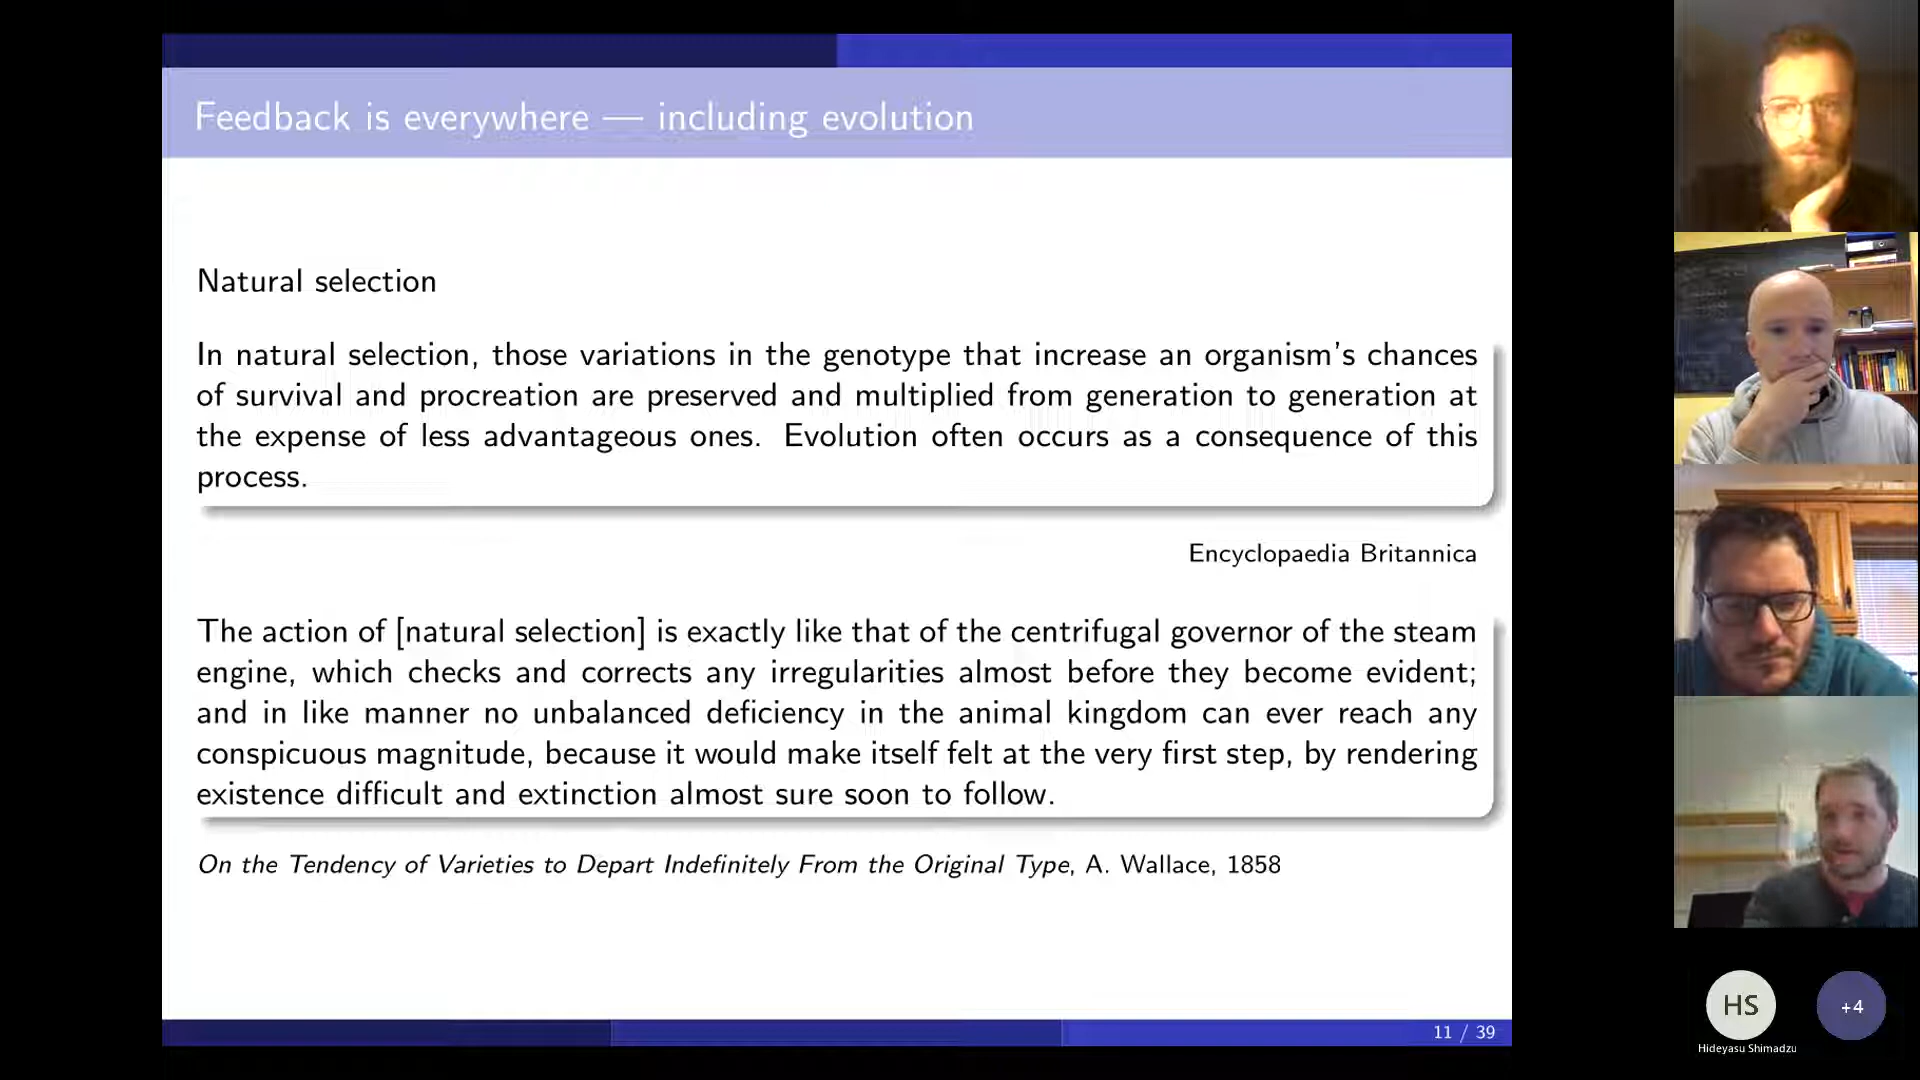 Feedback is everywhere — including evolution
Natural selection
In natural selection, those variations in the genotype that increase an organism's chances
of survival and procreation are preserved and multiplied from generation to generation at
the expense of less advantageous ones. Evolution often occurs as a consequence of this
process.
Encyclopaedia Britannica
The action of [natural selection] is exactly like that of the centrifugal governor of the steam
engine, which checks and corrects any irregularities almost before they become evident;
and in like manner no unbalanced deficiency in the animal kingdom can ever reach any
conspicuous magnitude, because it would make itself felt at the very first step, by rendering
existence difficult and extinction almost sure soon to follow.
On the Tendency of Varieties to Depart Indefinitely From the Original Type, A. Wallace, 1858
11 / 39
HS
+4
Hideyasu Shimadzu